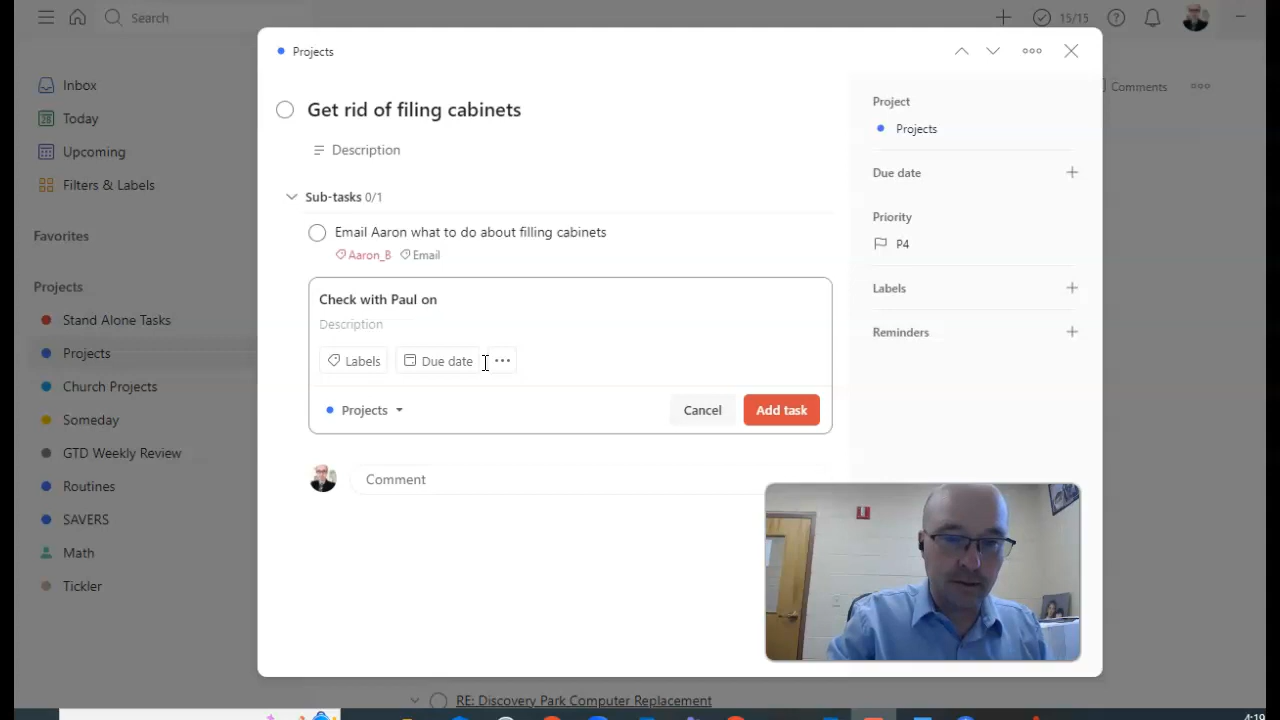 Search
15/15
Projects
Inbox
Today
Upcoming
Filters & Labels
Favorites
Projects
Stand Alone Tasks
Projects
Church Projects
Someday
GTD Weekly Review
Routines
SAVERS
Math
Tickler
Comments
Get rid of filing cabinets
Description
Sub-tasks 0/1
Email Aaron what to do about filling cabinets
Aaron_B Email
Check with Paul on
Description
Labels Due date
Projects
Cancel Add task
Comment
Project
Projects
Due date
Priority
P4
Labels
Reminders
RE: Discovery Park Computer Replacement
4:19